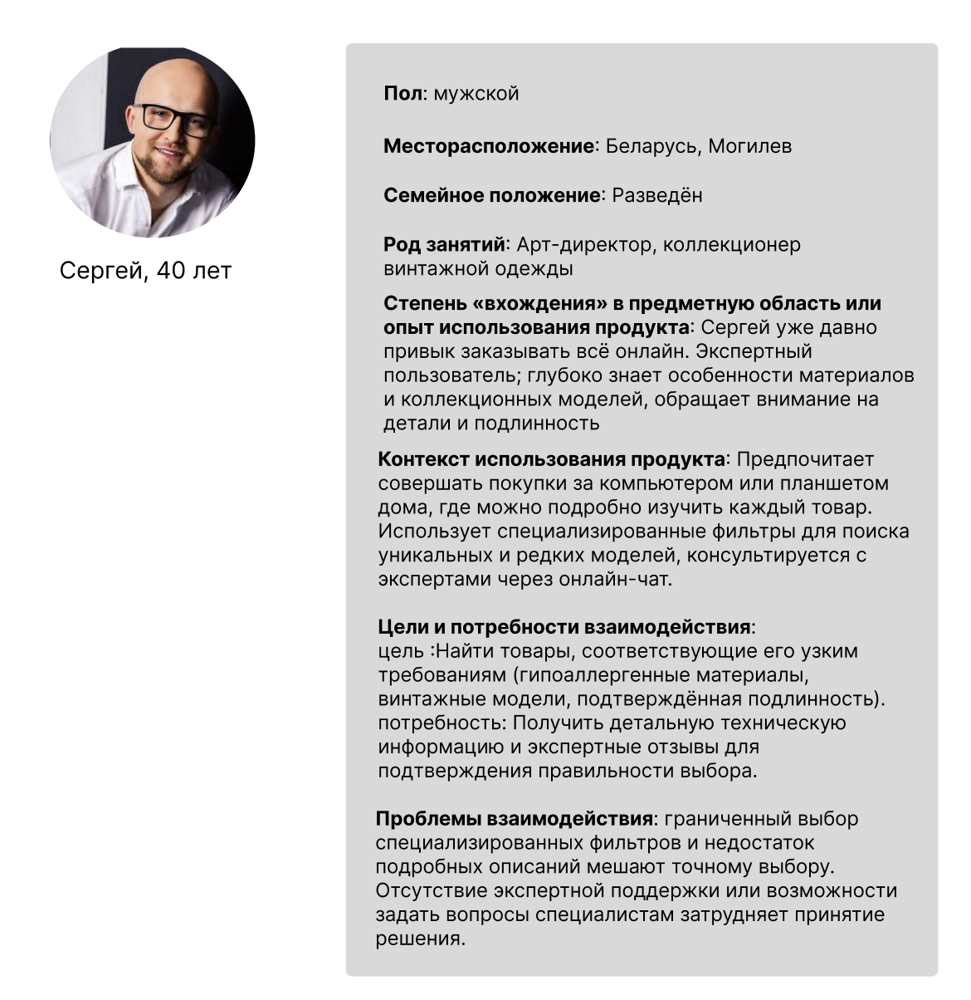 Сергей, 40 лет
Пол: мужской
Месторасположение: Беларусь, Могилев
Семейное положение: Разведён
Род занятий: Арт-директор, коллекционер
винтажной одежды
Степень «вхождения» в предметную область или
опыт использования продукта: Сергей уже давно
привык заказывать всё онлайн. Экспертный
пользователь; глубоко знает особенности материалов
и коллекционных моделей, обращает внимание на
детали и подлинность
Контекст использования продукта: Предпочитает
совершать покупки за компьютером или планшетом
дома, где можно подробно изучить каждый товар.
Использует специализированные фильтры для поиска
уникальных и редких моделей, консультируется с
экспертами через онлайн-чат.
Цели и потребности взаимодействия:
цель :Найти товары, соответствующие его узким
требованиям (гипоаллергенные материалы,
винтажные модели, подтверждённая подлинность).
потребность: Получить детальную техническую
информацию и экспертные отзывы для
подтверждения правильности выбора.
Проблемы взаимодействия: граниченный выбор
специализированных фильтров и недостаток
подробных описаний мешают точному выбору.
Отсутствие экспертной поддержки или возможности
задать вопросы специалистам затрудняет принятие
решения.